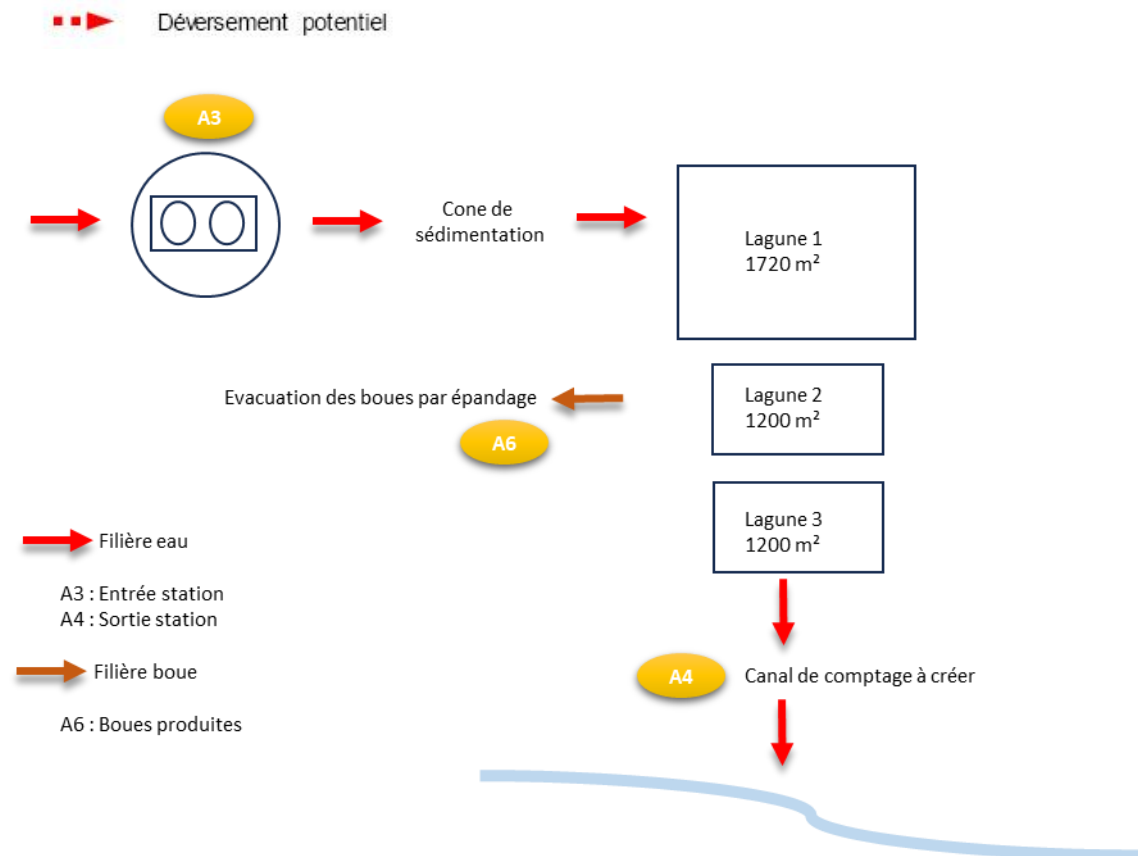 Déversement potentiel
A3
Cone de
sédimentation
Lagune 1
1720 m²
Evacuation des boues par épandage
A6
Lagune 2
1200 m²
Lagune 3
1200 m²
Filière eau
A3 : Entrée station
A4 : Sortie station
Filière boue
A6 : Boues produites
A4
Canal de comptage à créer